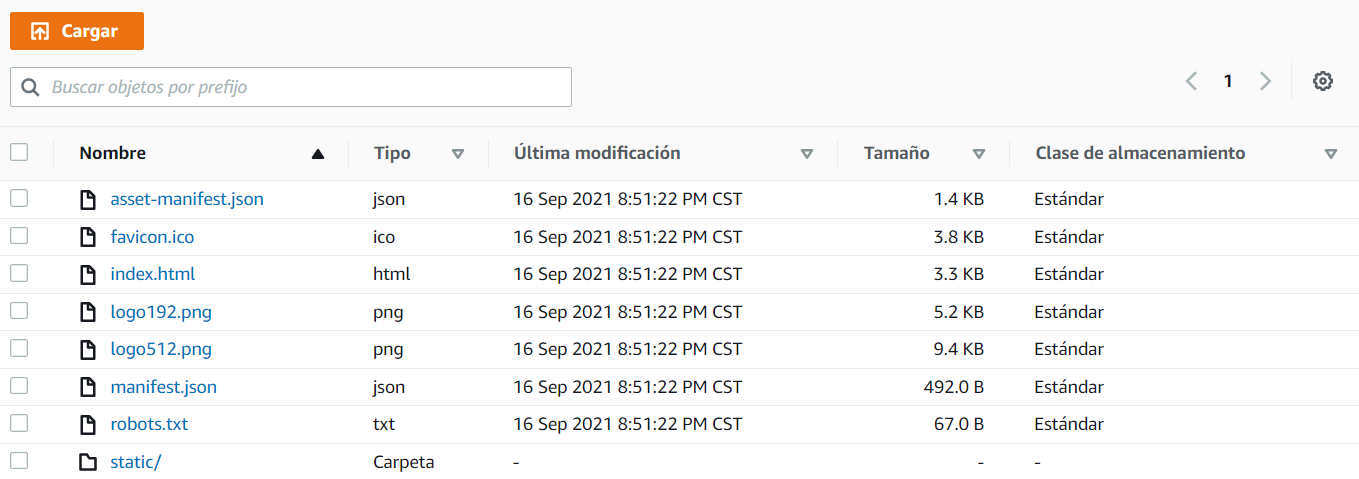 Cargar
Buscar objetos por prefijo
1
Nombre Tipo Última modificación Tamaño Clase de almacenamiento
asset-manifest.json json 16 Sep 2021 8:51:22 PM CST 1.4 KB Estándar
favicon.ico ico 16 Sep 2021 8:51:22 PM CST 3.8 KB Estándar
index.html html 16 Sep 2021 8:51:22 PM CST 3.3 KB Estándar
logo192.png png 16 Sep 2021 8:51:22 PM CST 5.2 KB Estándar
logo512.png png 16 Sep 2021 8:51:22 PM CST 9.4 KB Estándar
manifest.json json 16 Sep 2021 8:51:22 PM CST 492.0 B Estándar
robots.txt txt 16 Sep 2021 8:51:22 PM CST 67.0 B Estándar
static/ Carpeta - - -